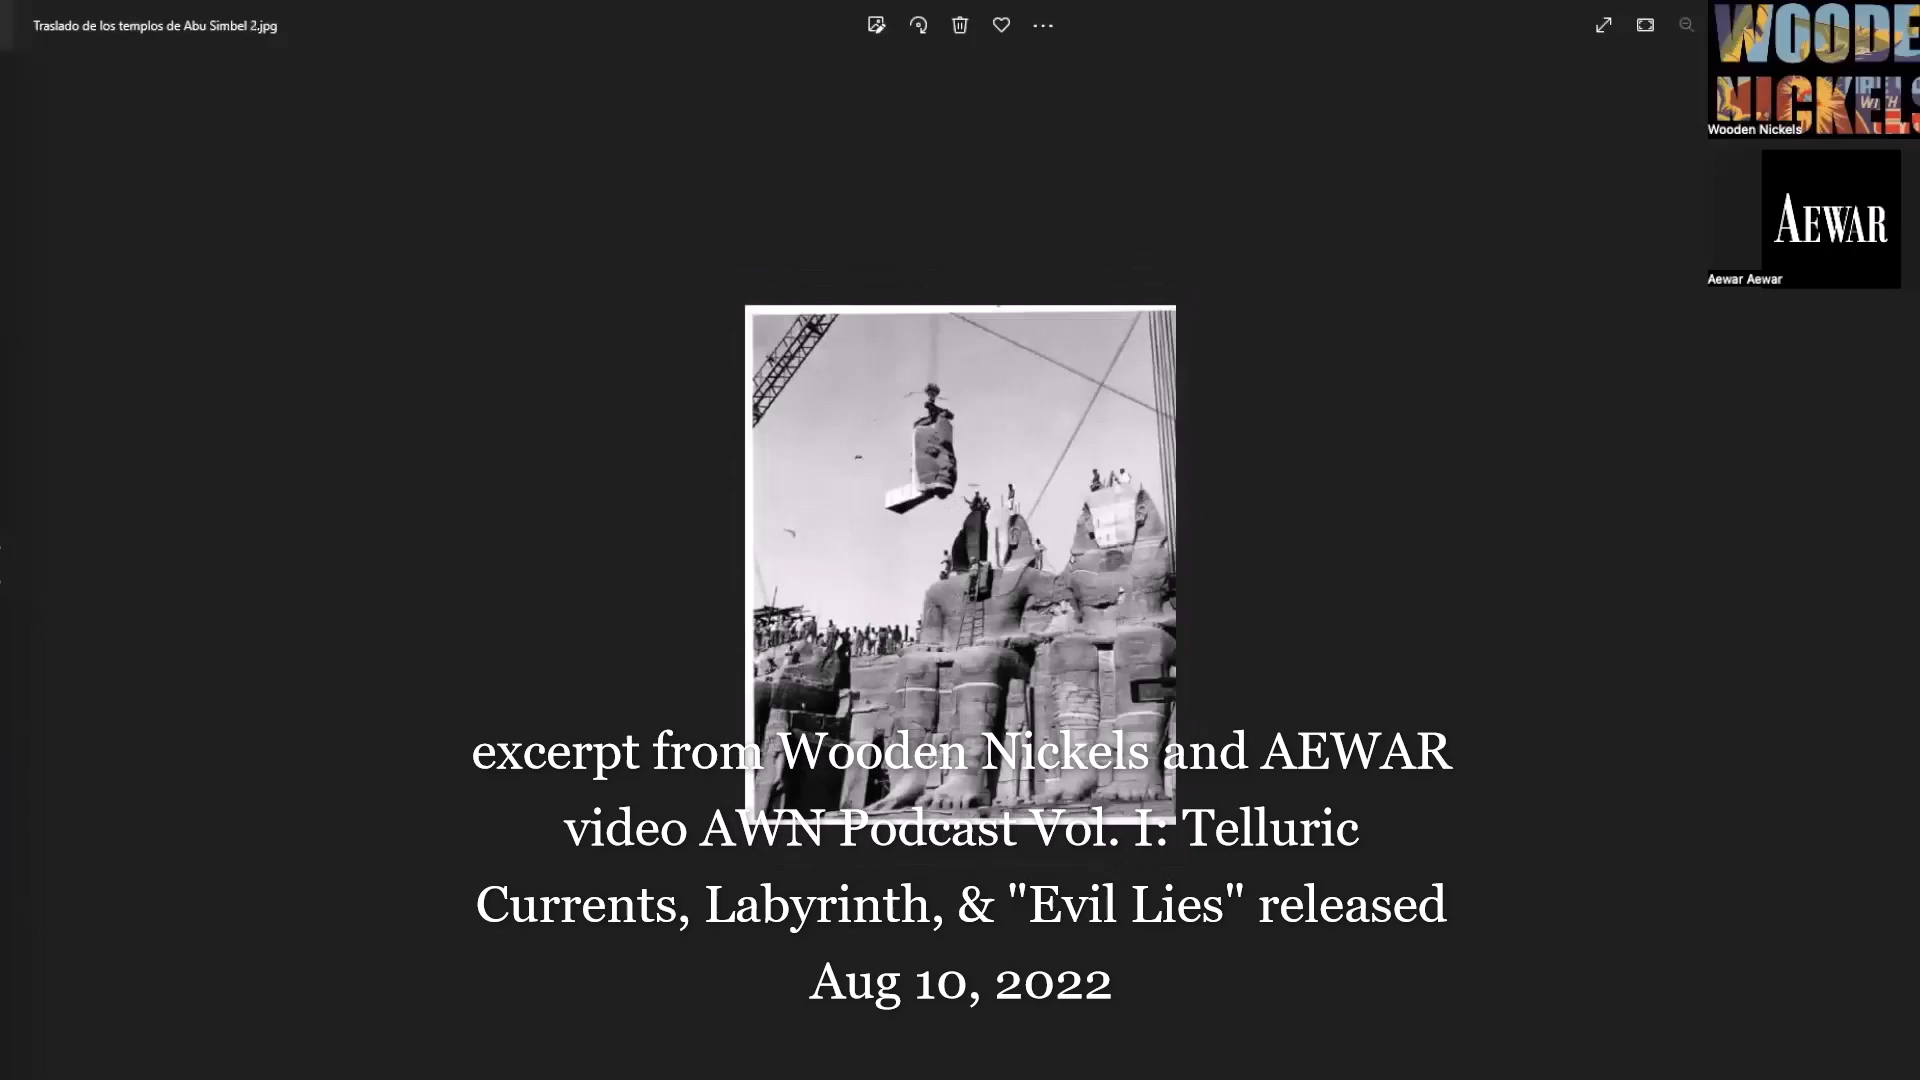 Traslado de los templos de Abu Simbel 2.jpg
WOODE
NICKELS
WITH
Wooden Nickels
AEWAR
Aewar Aewar
excerpt from Wooden Nickels and AEWAR
video AWN Podcast Vol. I: Telluric
Currents, Labyrinth, & "Evil Lies" released
Aug 10, 2022